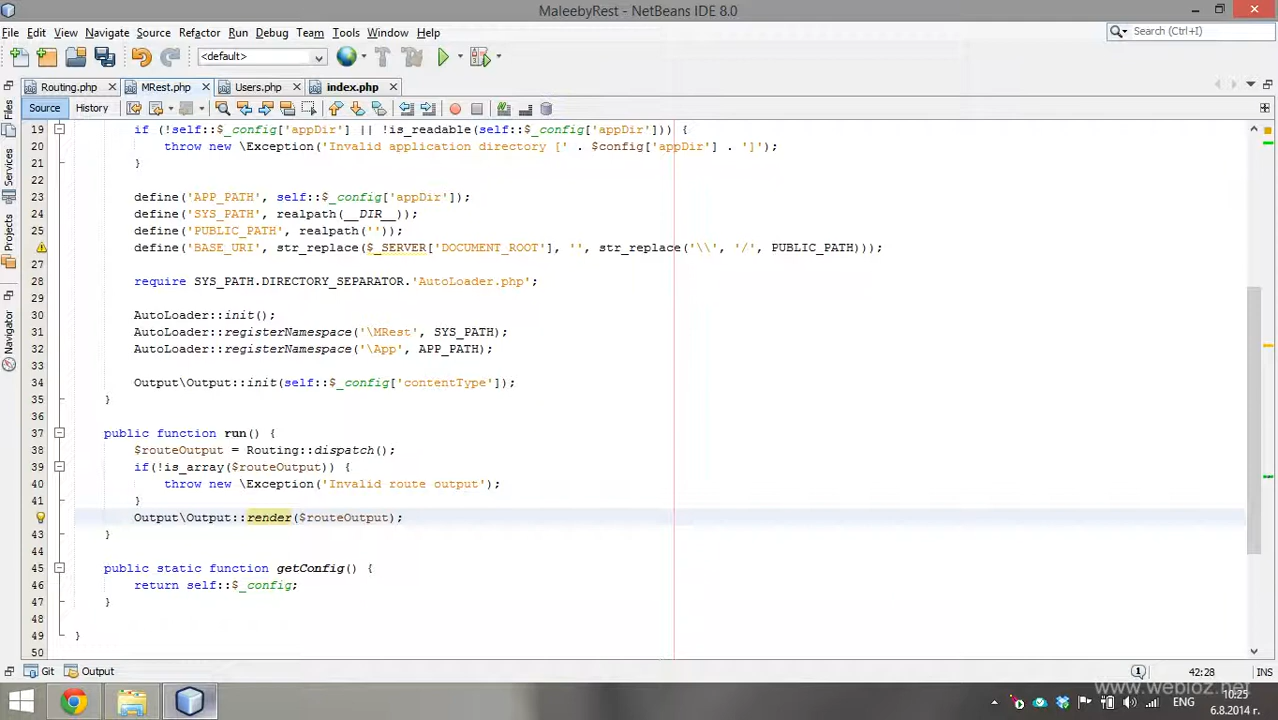 MaleebyRest - NetBeans IDE 8.0
File Edit View Navigate Source Refactor Run Debug Team Tools Window Help
Search (Ctrl+I)
<default>
Routing.php MRest.php Users.php index.php
Source History
Files
Services
Projects
Navigator
19 if (!self::$_config['appDir'] || !is_readable(self::$_config['appDir'])) {
20 throw new \Exception('Invalid application directory [' . $config['appDir'] . ']');
21 }
22
23 define('APP_PATH', self::$_config['appDir']);
24 define('SYS_PATH', realpath(__DIR__));
25 define('PUBLIC_PATH', realpath(''));
define('BASE_URI', str_replace($_SERVER['DOCUMENT_ROOT'], '', str_replace('\\', '/', PUBLIC_PATH)));
27
28 require SYS_PATH.DIRECTORY_SEPARATOR.'AutoLoader.php';
29
30 AutoLoader::init();
31 AutoLoader::registerNamespace('\MRest', SYS_PATH);
32 AutoLoader::registerNamespace('\App', APP_PATH);
33
34 Output\Output::init(self::$_config['contentType']);
35 }
36
37 public function run() {
38 $routeOutput = Routing::dispatch();
39 if(!is_array($routeOutput)) {
40 throw new \Exception('Invalid route output');
41 }
Output\Output::render($routeOutput);
43 }
44
45 public static function getConfig() {
46 return self::$_config;
47 }
48
49 }
50
Git Output
1 42:28 INS
www.webloz.net
ENG 10:25
6.8.2014 г.